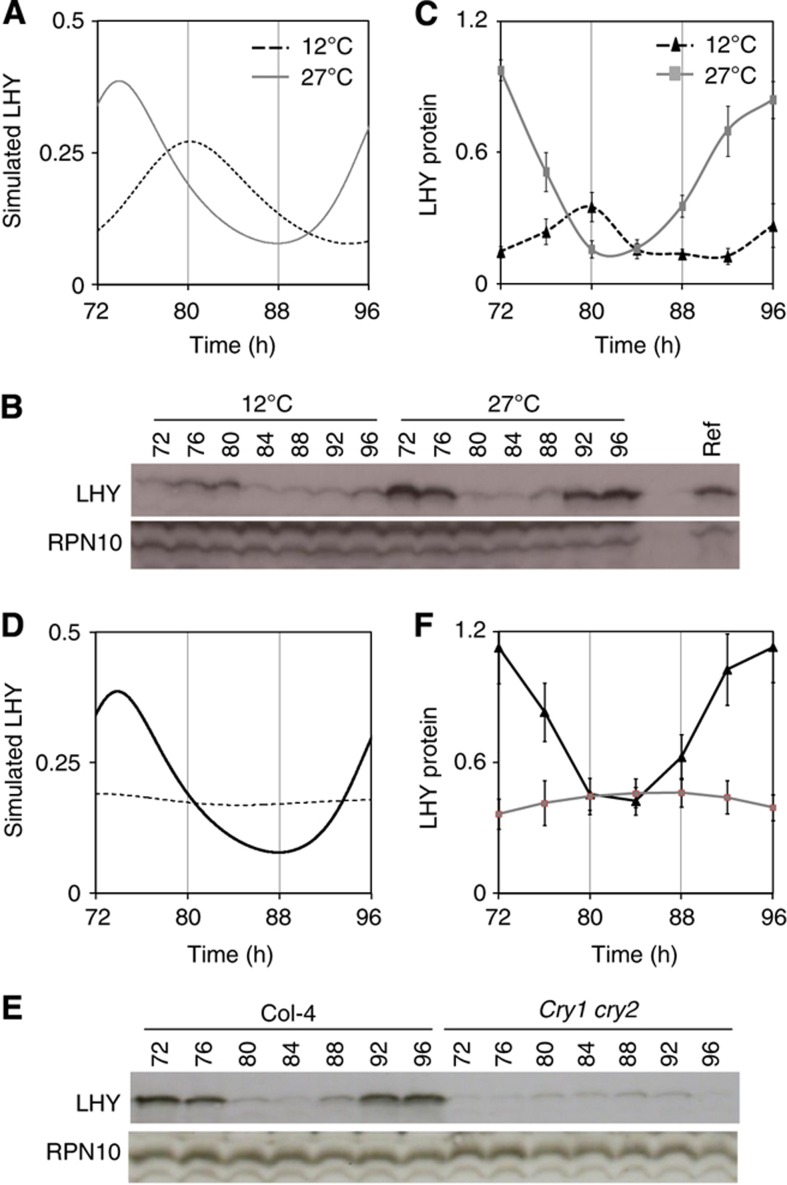 A
0.5
0.25
0
Simulated LHY
12°C
27°C
72 80 88 96
Time (h)
C
1.2
0.6
0
LHY protein
12°C
27°C
72 80 88 96
Time (h)
B
12°C 27°C
72 76 80 84 88 92 96 72 76 80 84 88 92 96 Ref
LHY
RPN10
D
0.5
0.25
0
Simulated LHY
72 80 88 96
Time (h)
F
1.2
0.6
0
LHY protein
72 80 88 96
Time (h)
E
Col-4 Cry1 cry2
72 76 80 84 88 92 96 72 76 80 84 88 92 96
LHY
RPN10